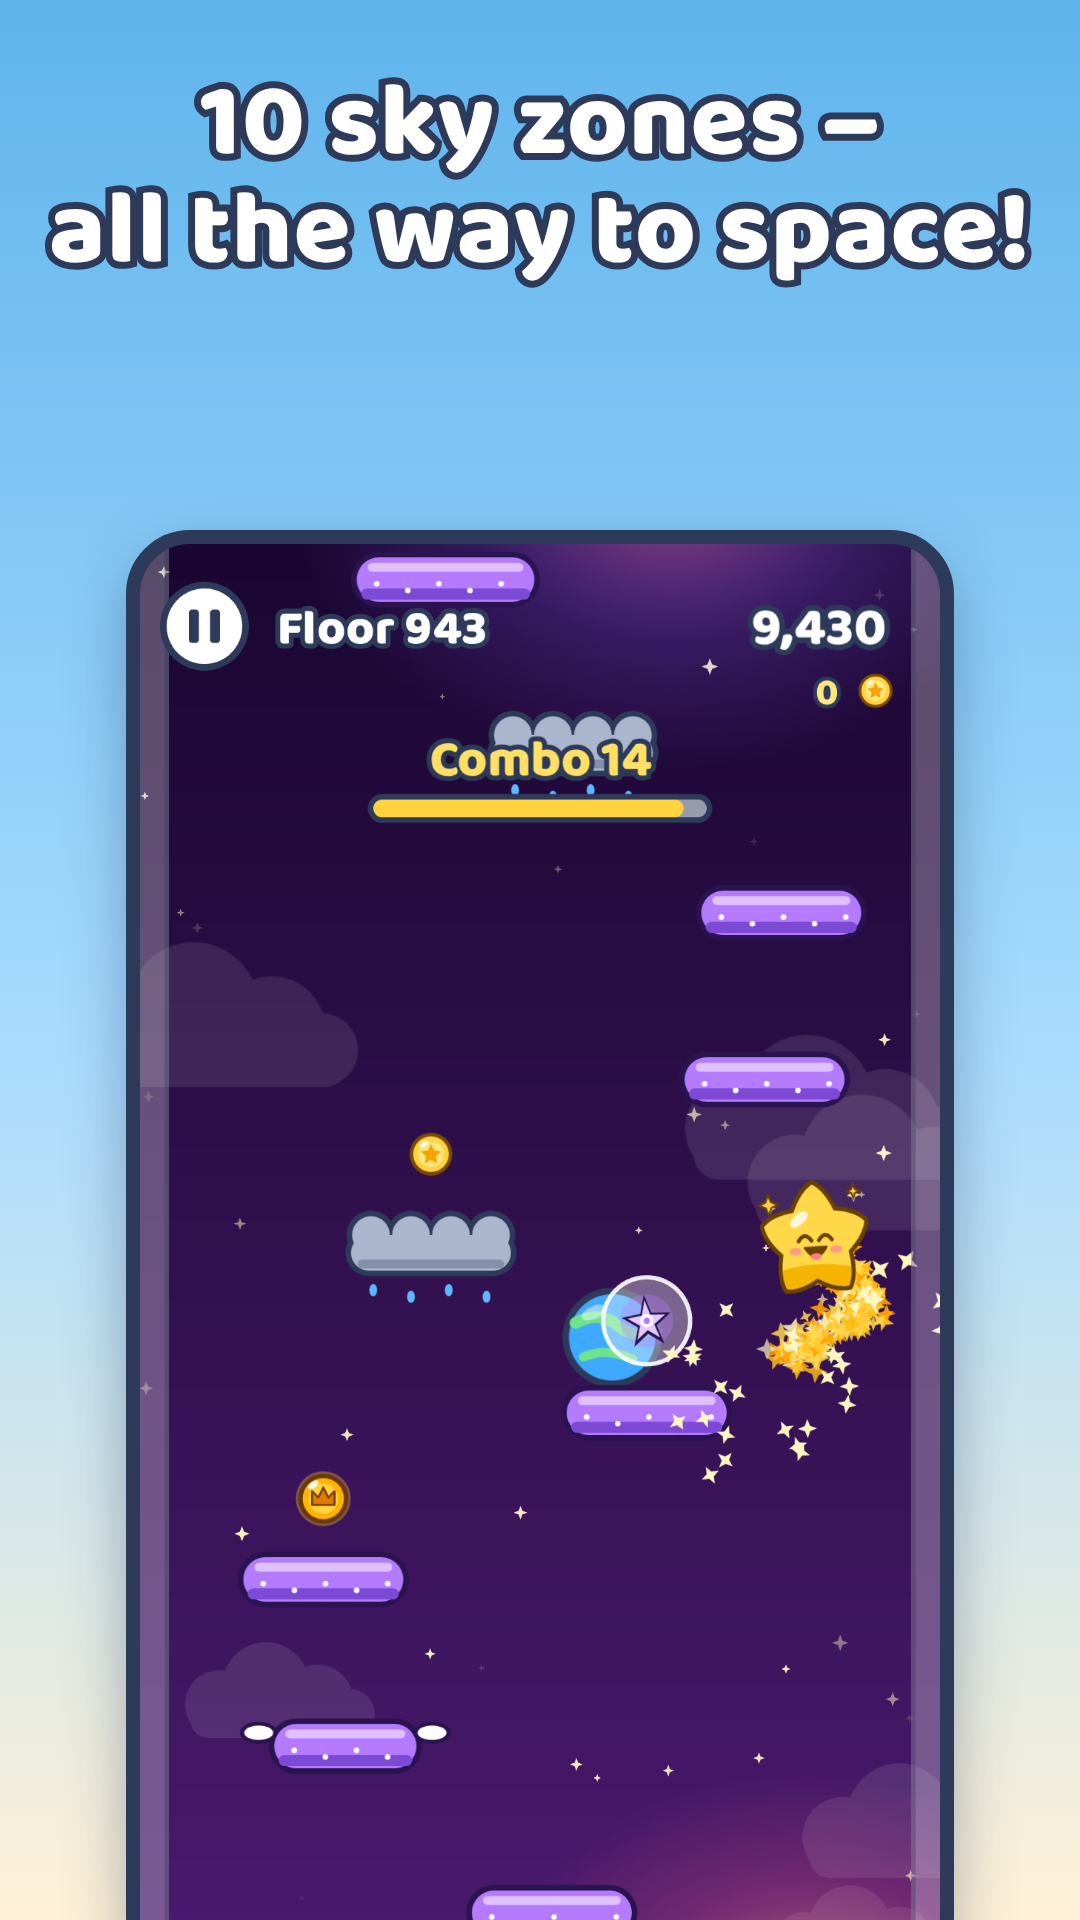 10 sky zones –
all the way to space!
Floor 943
9,430
0
Combo 14